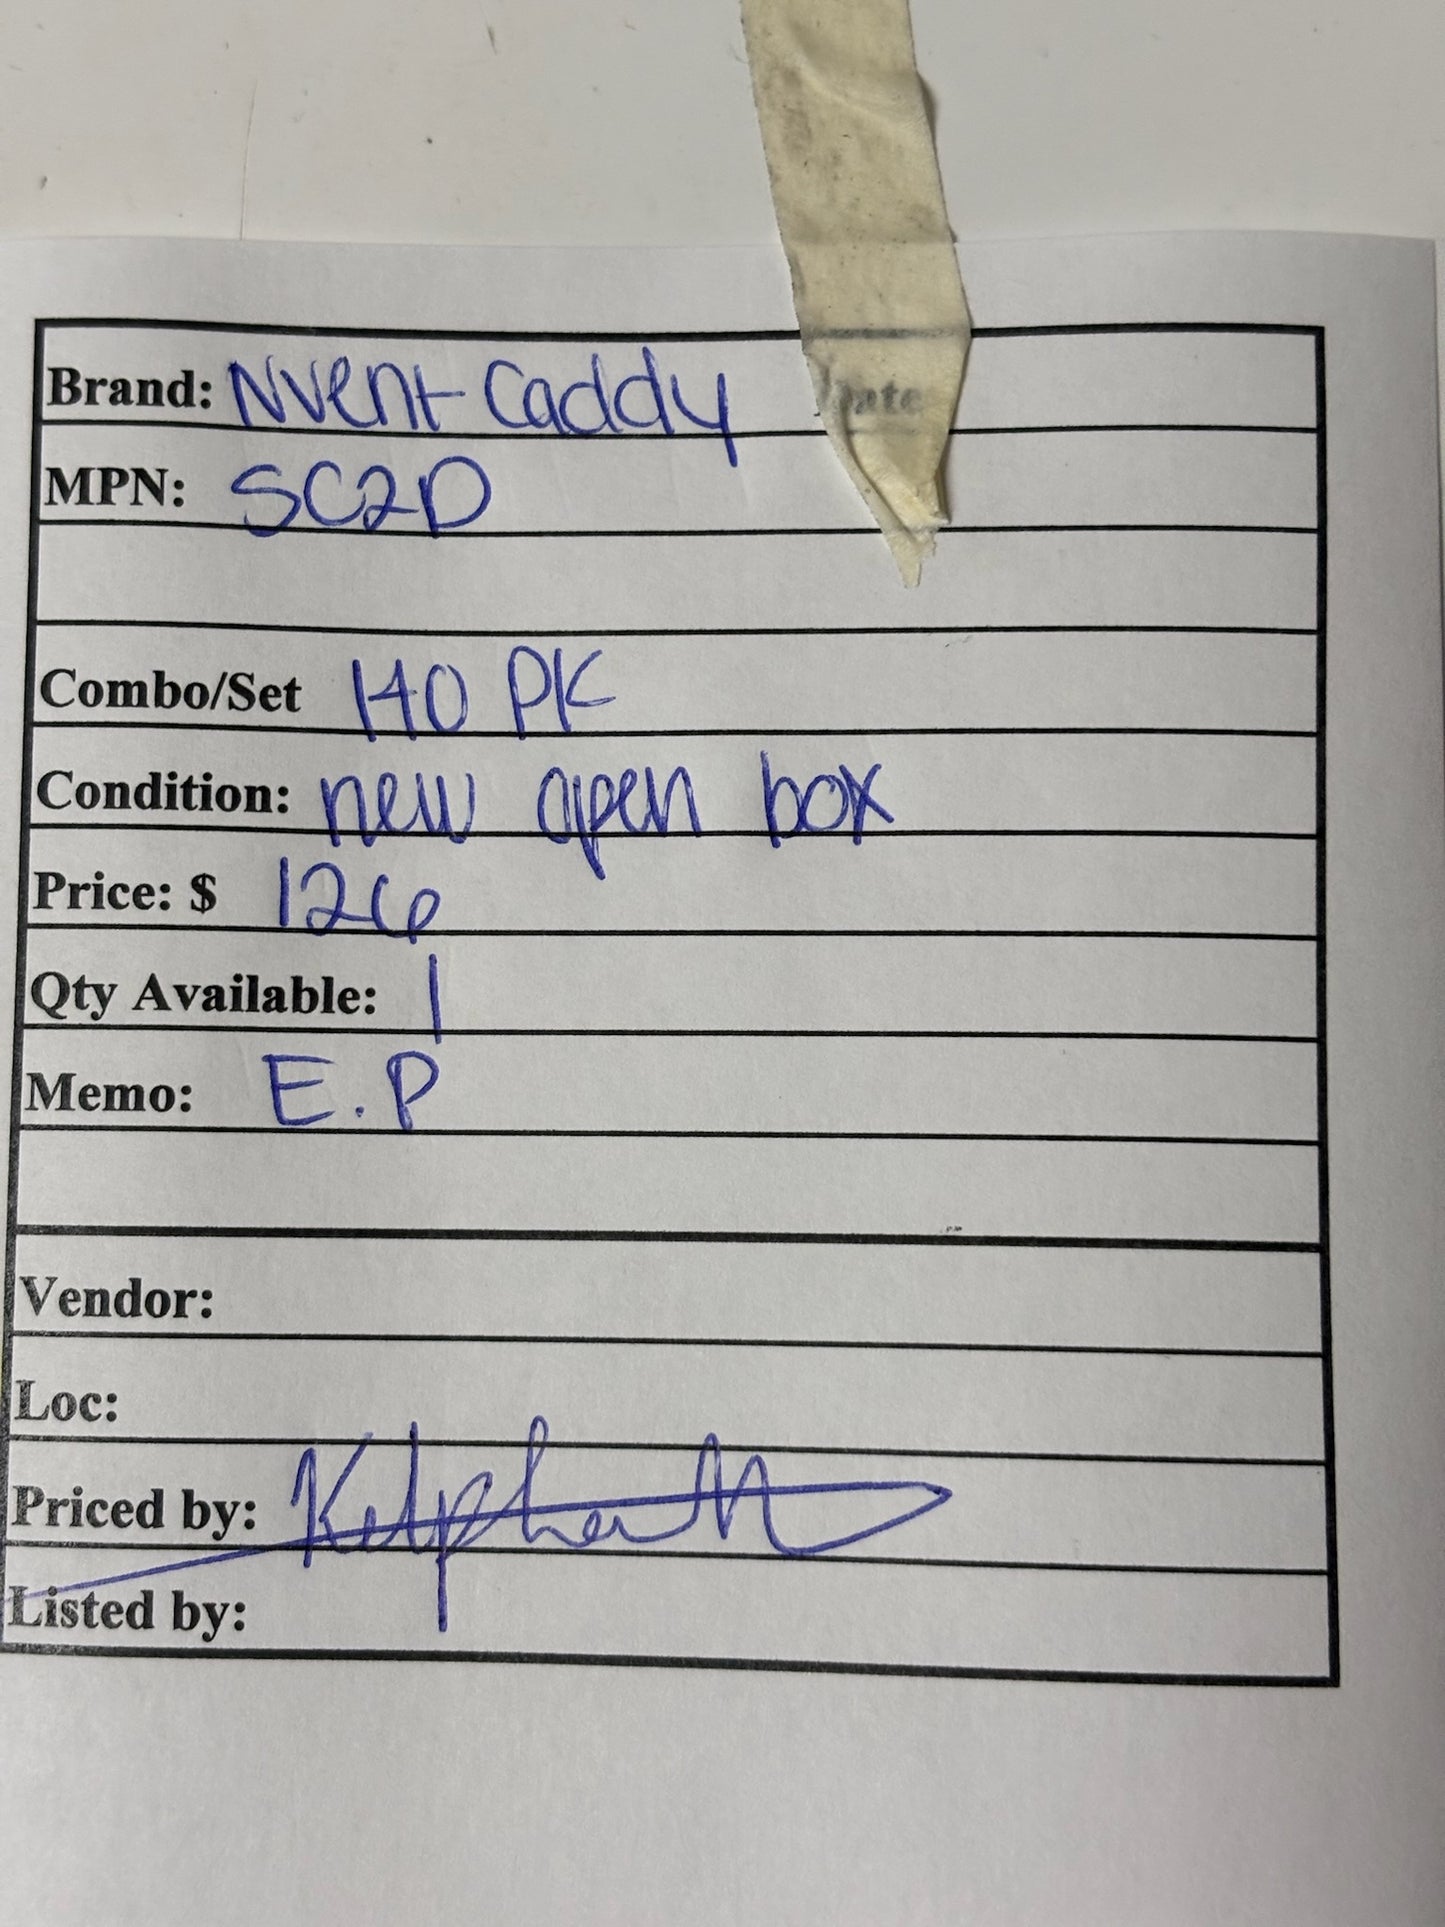 Brand: Nvent Caddy Date
MPN: SC2D
Combo/Set 140 PK
Condition: new open box
Price: $ 126
Qty Available: 1
Memo: E.P
Vendor:
Loc:
Priced by:
Listed by: